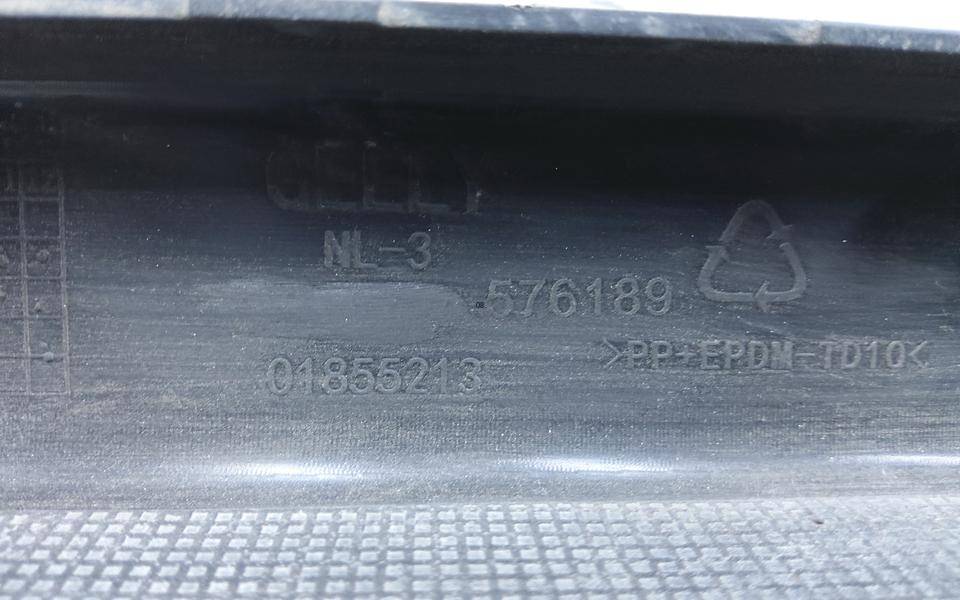 GEELY
NL-3
576189
01855213
>PP+EPDM-TD10<